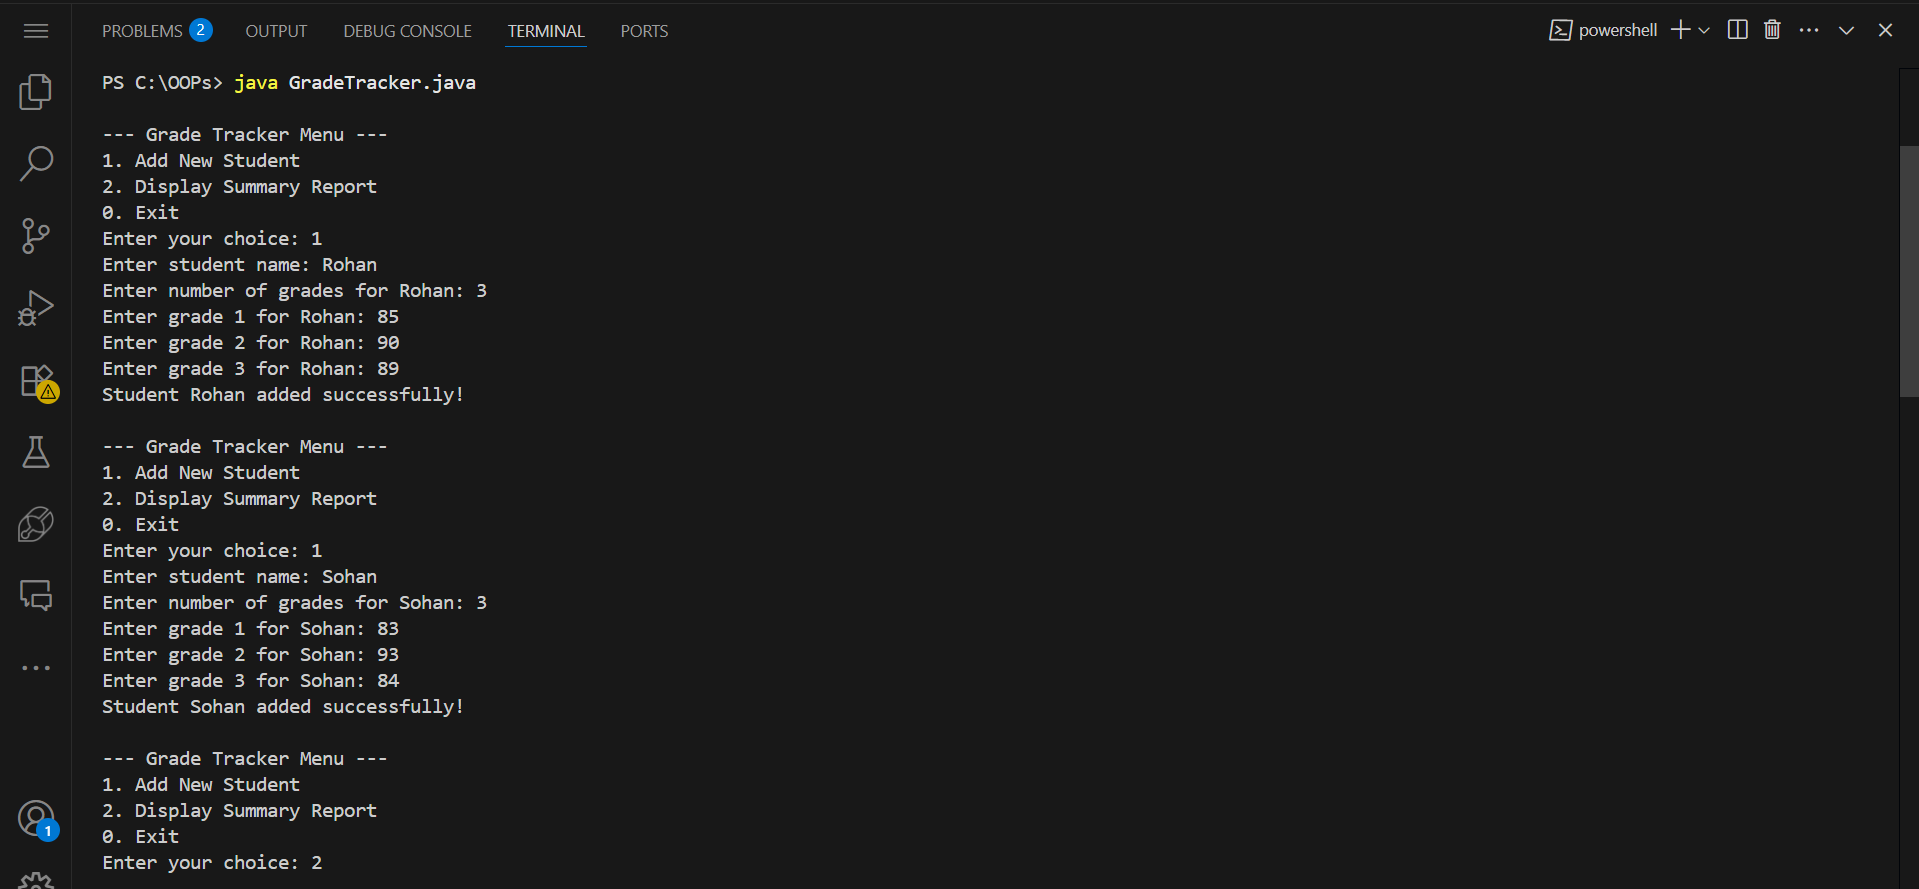 PROBLEMS 2 OUTPUT DEBUG CONSOLE TERMINAL PORTS powershell
PS C:\OOPs> java GradeTracker.java
--- Grade Tracker Menu ---
1. Add New Student
2. Display Summary Report
0. Exit
Enter your choice: 1
Enter student name: Rohan
Enter number of grades for Rohan: 3
Enter grade 1 for Rohan: 85
Enter grade 2 for Rohan: 90
Enter grade 3 for Rohan: 89
Student Rohan added successfully!
--- Grade Tracker Menu ---
1. Add New Student
2. Display Summary Report
0. Exit
Enter your choice: 1
Enter student name: Sohan
Enter number of grades for Sohan: 3
Enter grade 1 for Sohan: 83
Enter grade 2 for Sohan: 93
Enter grade 3 for Sohan: 84
Student Sohan added successfully!
--- Grade Tracker Menu ---
1. Add New Student
2. Display Summary Report
0. Exit
1
Enter your choice: 2